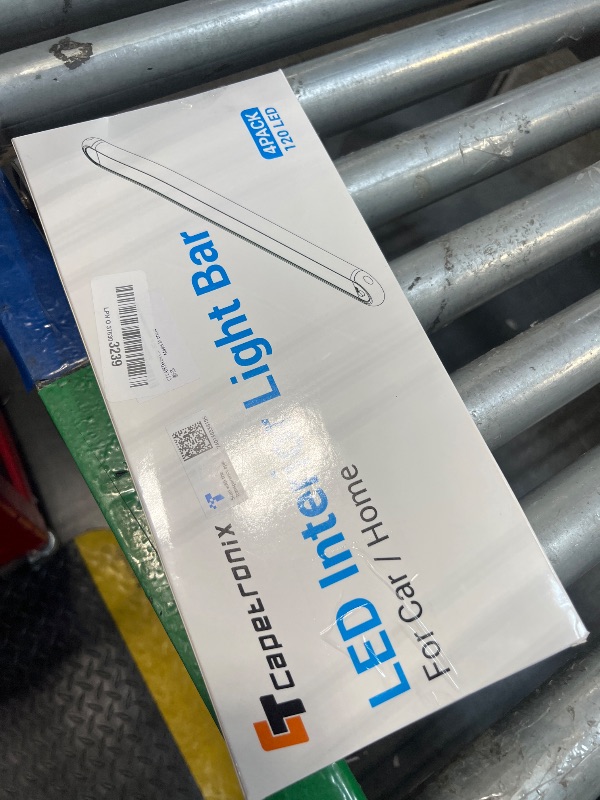 4PACK
120 LED
capetronix
LED Interior Light Bar
For Car / Home
3239